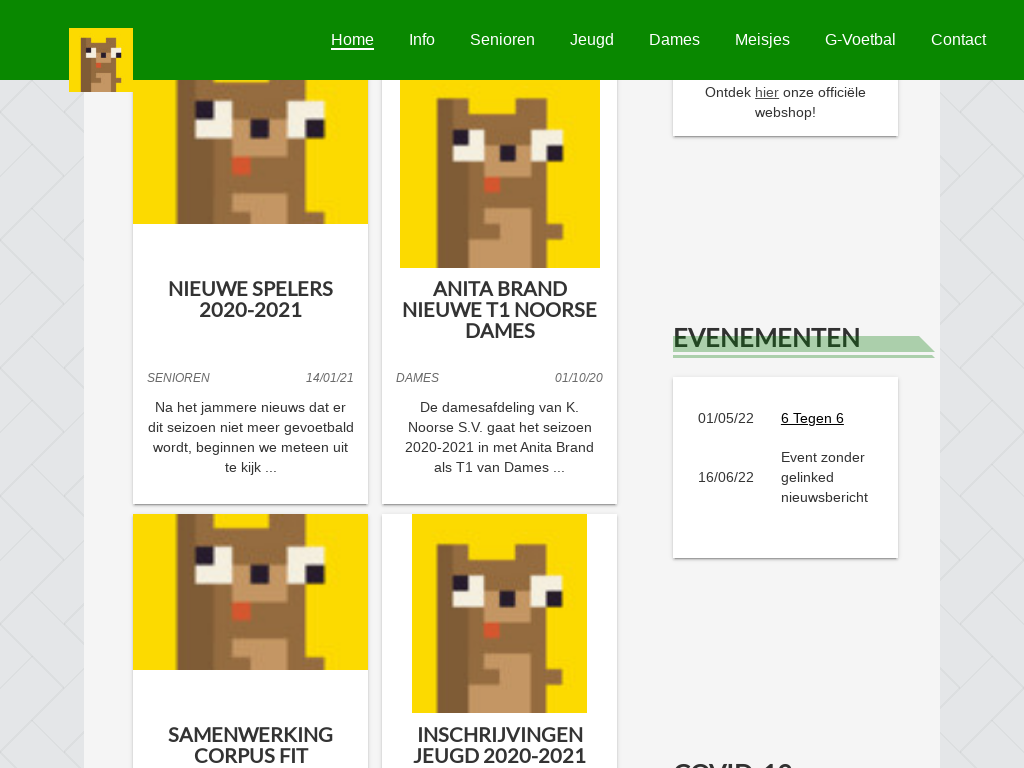 Home Info Senioren Jeugd Dames Meisjes G-Voetbal Contact
NIEUWE SPELERS
2020-2021
SENIOREN 14/01/21
Na het jammere nieuws dat er
dit seizoen niet meer gevoetbald
wordt, beginnen we meteen uit
te kijk ...
ANITA BRAND
NIEUWE T1 NOORSE
DAMES
DAMES 01/10/20
De damesafdeling van K.
Noorse S.V. gaat het seizoen
2020-2021 in met Anita Brand
als T1 van Dames ...
SAMENWERKING
CORPUS FIT
INSCHRIJVINGEN
JEUGD 2020-2021
Ontdek hier onze officiële
webshop!
EVENEMENTEN
01/05/22 6 Tegen 6
16/06/22 Event zonder
gelinked
nieuwsbericht
COVID-19